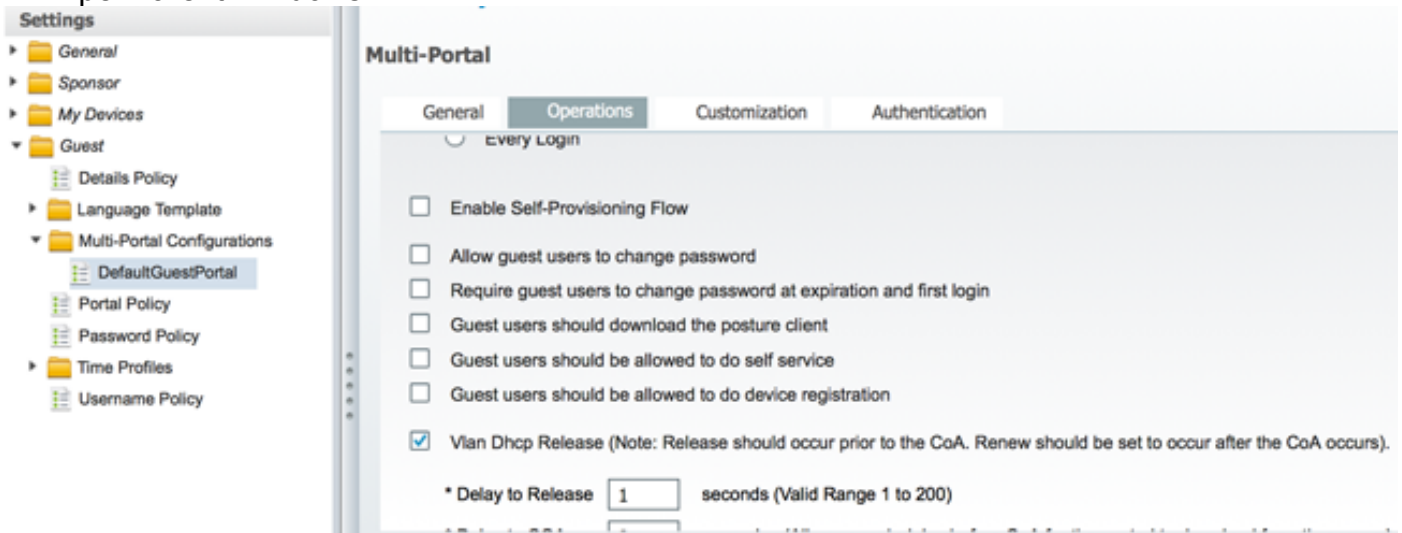 Settings
General
Sponsor
My Devices
Guest
Details Policy
Language Template
Multi-Portal Configurations
DefaultGuestPortal
Portal Policy
Password Policy
Time Profiles
Username Policy
Multi-Portal
General Operations Customization Authentication
Every Login
Enable Self-Provisioning Flow
Allow guest users to change password
Require guest users to change password at expiration and first login
Guest users should download the posture client
Guest users should be allowed to do self service
Guest users should be allowed to do device registration
Vlan Dhcp Release (Note: Release should occur prior to the CoA. Renew should be set to occur after the CoA occurs).
* Delay to Release 1 seconds (Valid Range 1 to 200)